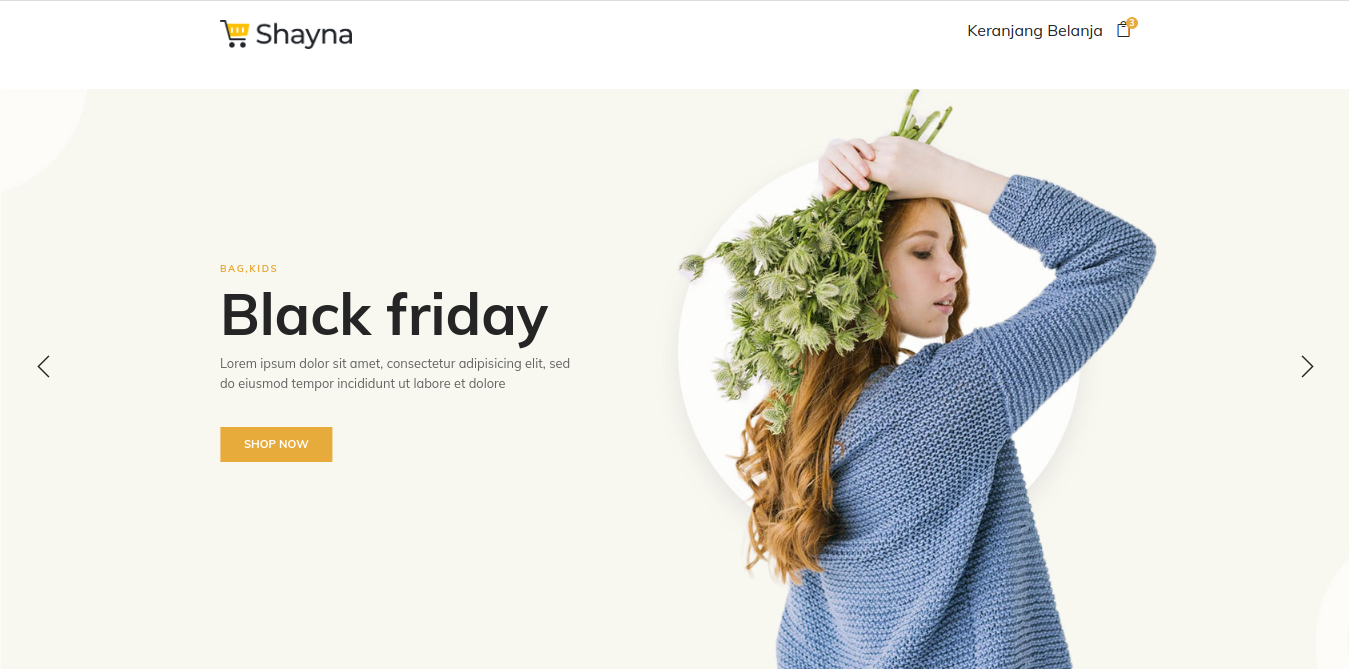 Shayna
Keranjang Belanja 3
BAG,KIDS
Black friday
Lorem ipsum dolor sit amet, consectetur adipisicing elit, sed
do eiusmod tempor incididunt ut labore et dolore
SHOP NOW